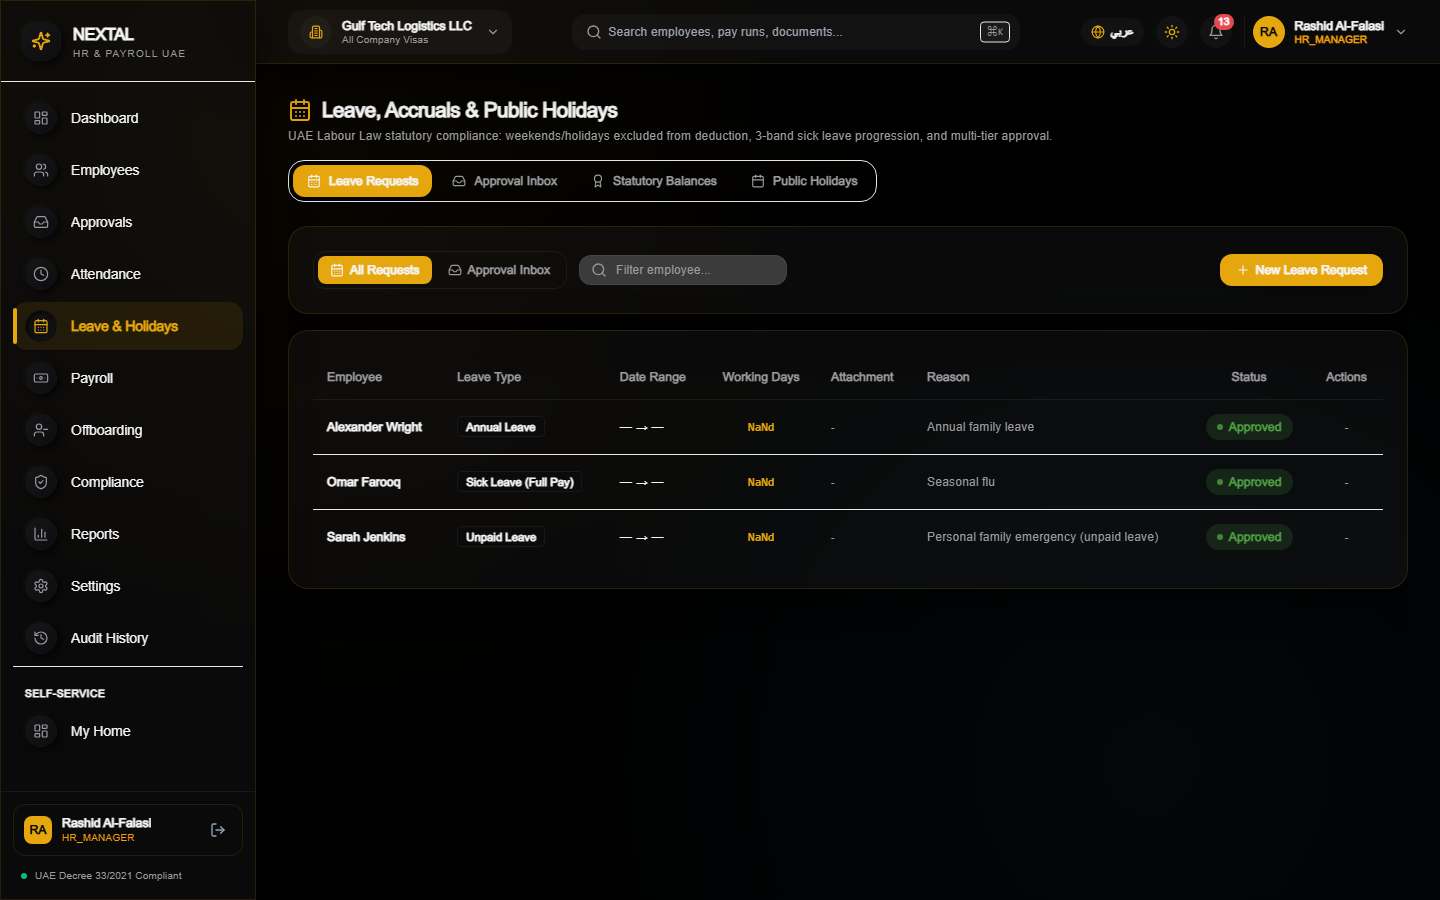 NEXTAL
HR & PAYROLL UAE
Dashboard
Employees
Approvals
Attendance
Leave & Holidays
Payroll
Offboarding
Compliance
Reports
Settings
Audit History
SELF-SERVICE
My Home
RA
Rashid Al-Falasi
HR_MANAGER
UAE Decree 33/2021 Compliant
Gulf Tech Logistics LLC
All Company Visas
Search employees, pay runs, documents...
⌘K
عربي
13
RA
Rashid Al-Falasi
HR_MANAGER
Leave, Accruals & Public Holidays
UAE Labour Law statutory compliance: weekends/holidays excluded from deduction, 3-band sick leave progression, and multi-tier approval.
Leave Requests Approval Inbox Statutory Balances Public Holidays
All Requests Approval Inbox Filter employee... + New Leave Request
Employee Leave Type Date Range Working Days Attachment Reason Status Actions
Alexander Wright Annual Leave — → — NaNd - Annual family leave Approved -
Omar Farooq Sick Leave (Full Pay) — → — NaNd - Seasonal flu Approved -
Sarah Jenkins Unpaid Leave — → — NaNd - Personal family emergency (unpaid leave) Approved -